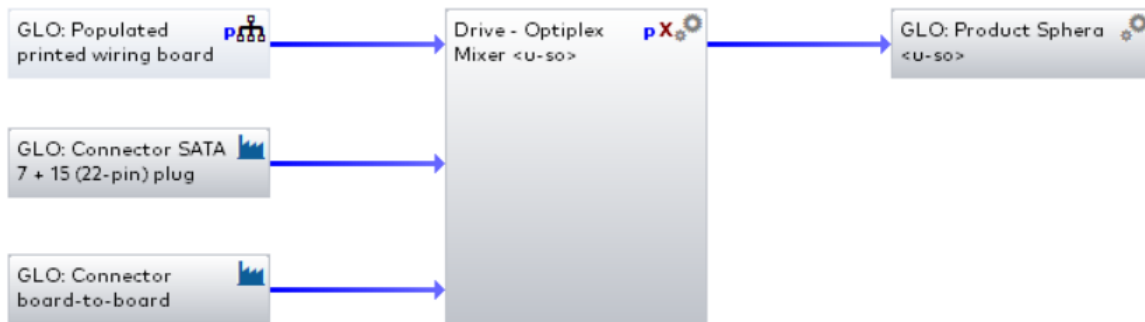 GLO: Populated
printed wiring board
p
Drive - Optiplex
Mixer <u-so>
p X
GLO: Product Sphera
<u-so>
GLO: Connector SATA
7 + 15 (22-pin) plug
GLO: Connector
board-to-board